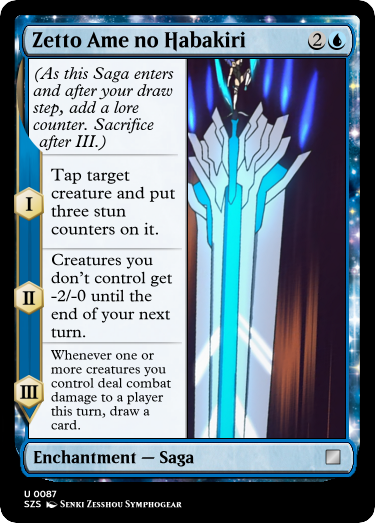 Zetto Ame no Habakiri 2
(As this Saga enters
and after your draw
step, add a lore
counter. Sacrifice
after III.)
I
Tap target
creature and put
three stun
counters on it.
II
Creatures you
don't control get
-2/-0 until the
end of your next
turn.
III
Whenever one or
more creatures you
control deal combat
damage to a player
this turn, draw a
card.
Enchantment — Saga
U 0087
SZS Senki Zesshou Symphogear